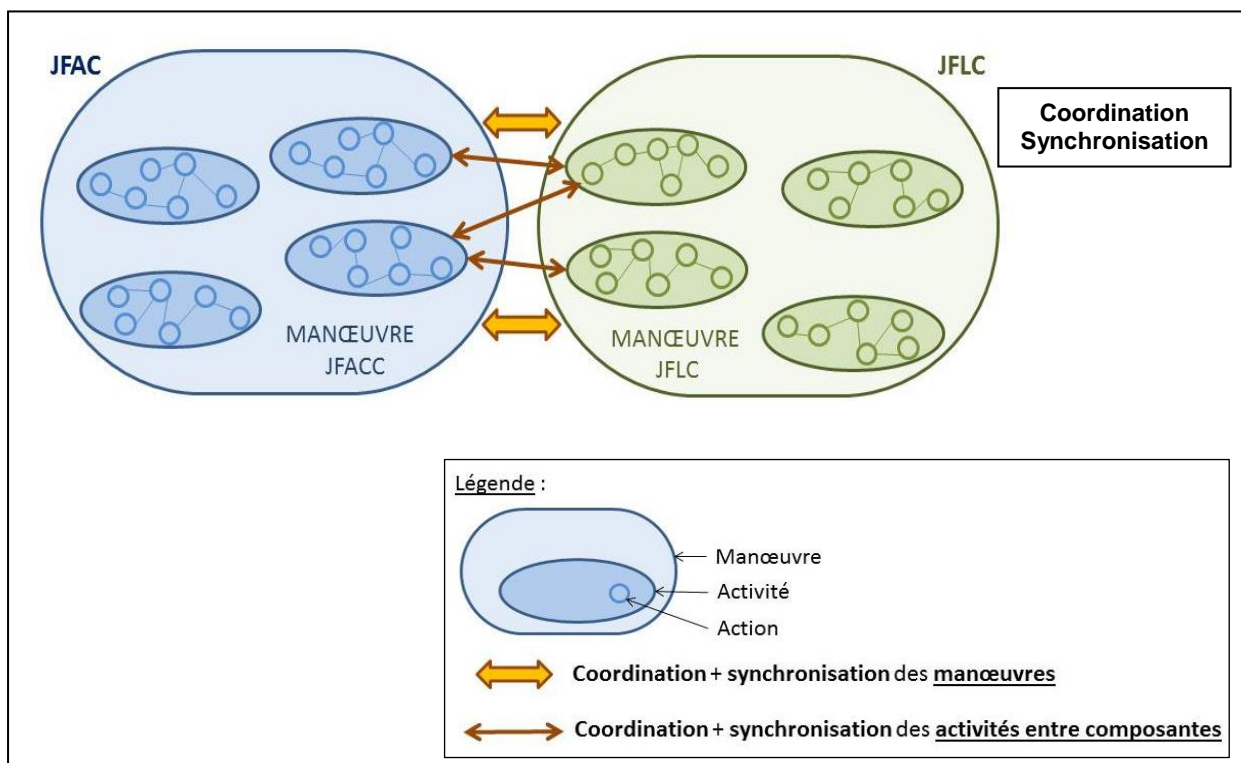 JFAC
JFLC
Coordination
Synchronisation
MANŒUVRE
JFACC
MANŒUVRE
JFLC
Légende :
Manœuvre
Activité
Action
Coordination + synchronisation des manœuvres
Coordination + synchronisation des activités entre composantes